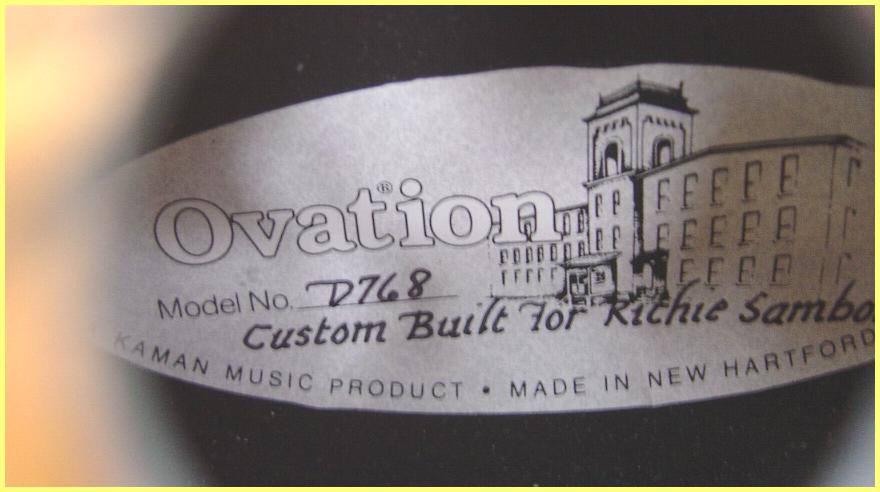 Ovation®
Model No. D768
Custom Built for Richie Sambo
KAMAN MUSIC PRODUCT • MADE IN NEW HARTFORD